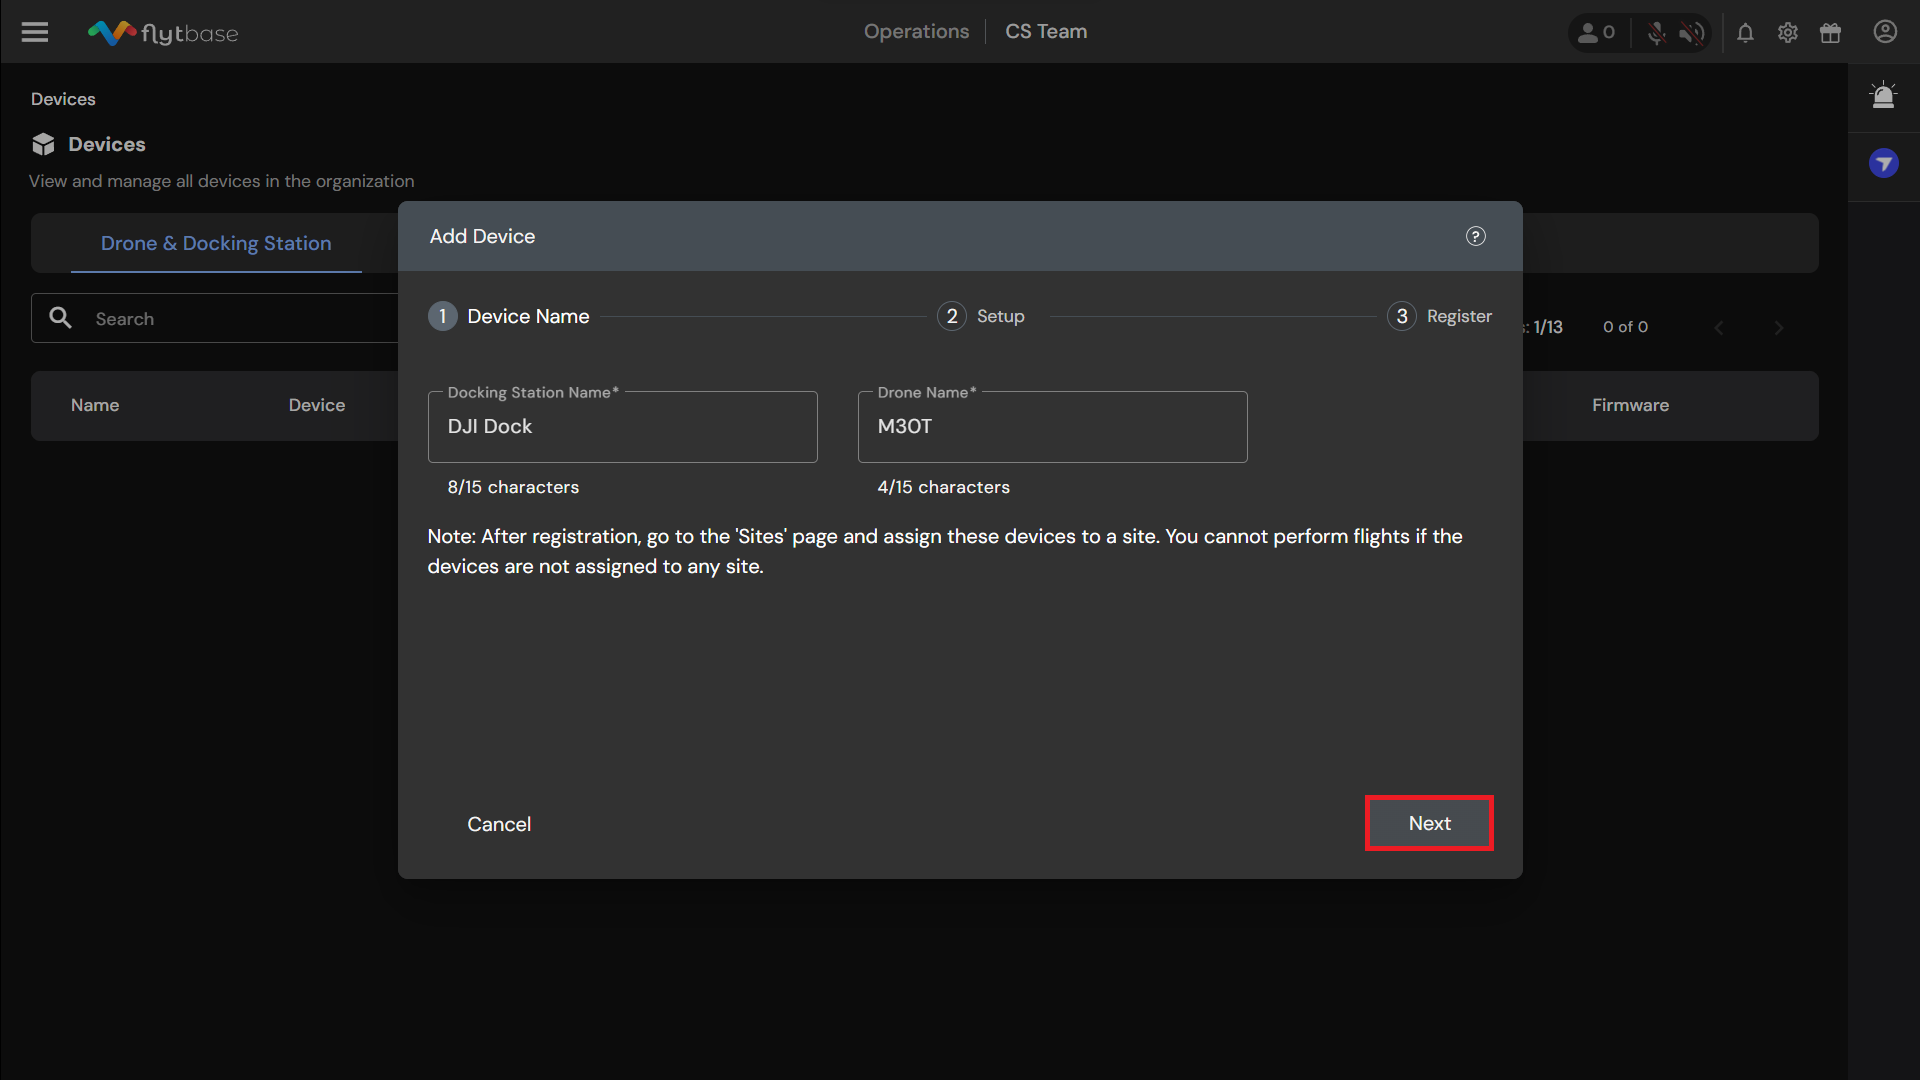 flytbase
Operations | CS Team
0
Devices
Devices
View and manage all devices in the organization
Drone & Docking Station
Add Device
?
1 Device Name
2 Setup
3 Register
Search
: 1/13
0 of 0
Name
Device
Firmware
Docking Station Name*
DJI Dock
8/15 characters
Drone Name*
M30T
4/15 characters
Note: After registration, go to the 'Sites' page and assign these devices to a site. You cannot perform flights if the
devices are not assigned to any site.
Cancel
Next